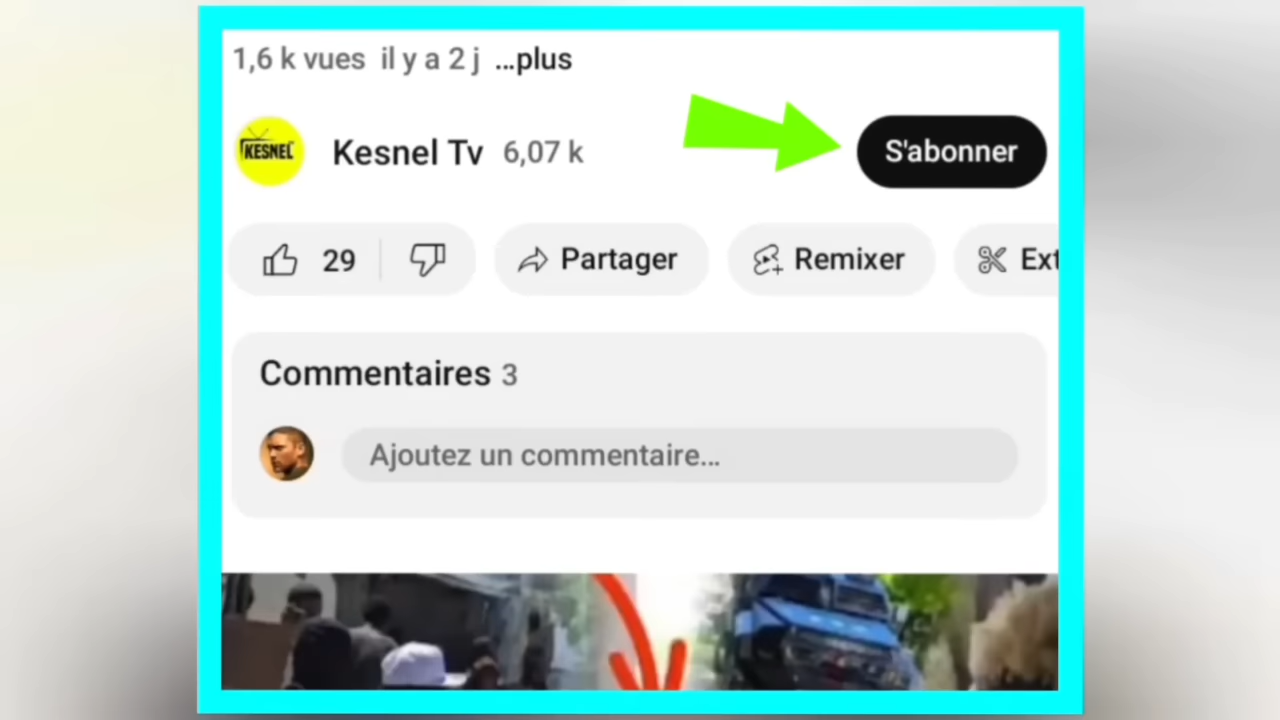 1,6 k vues il y a 2 j ...plus
KESNEL
Kesnel Tv 6,07 k
S'abonner
29
Partager
Remixer
Ext
Commentaires 3
Ajoutez un commentaire...